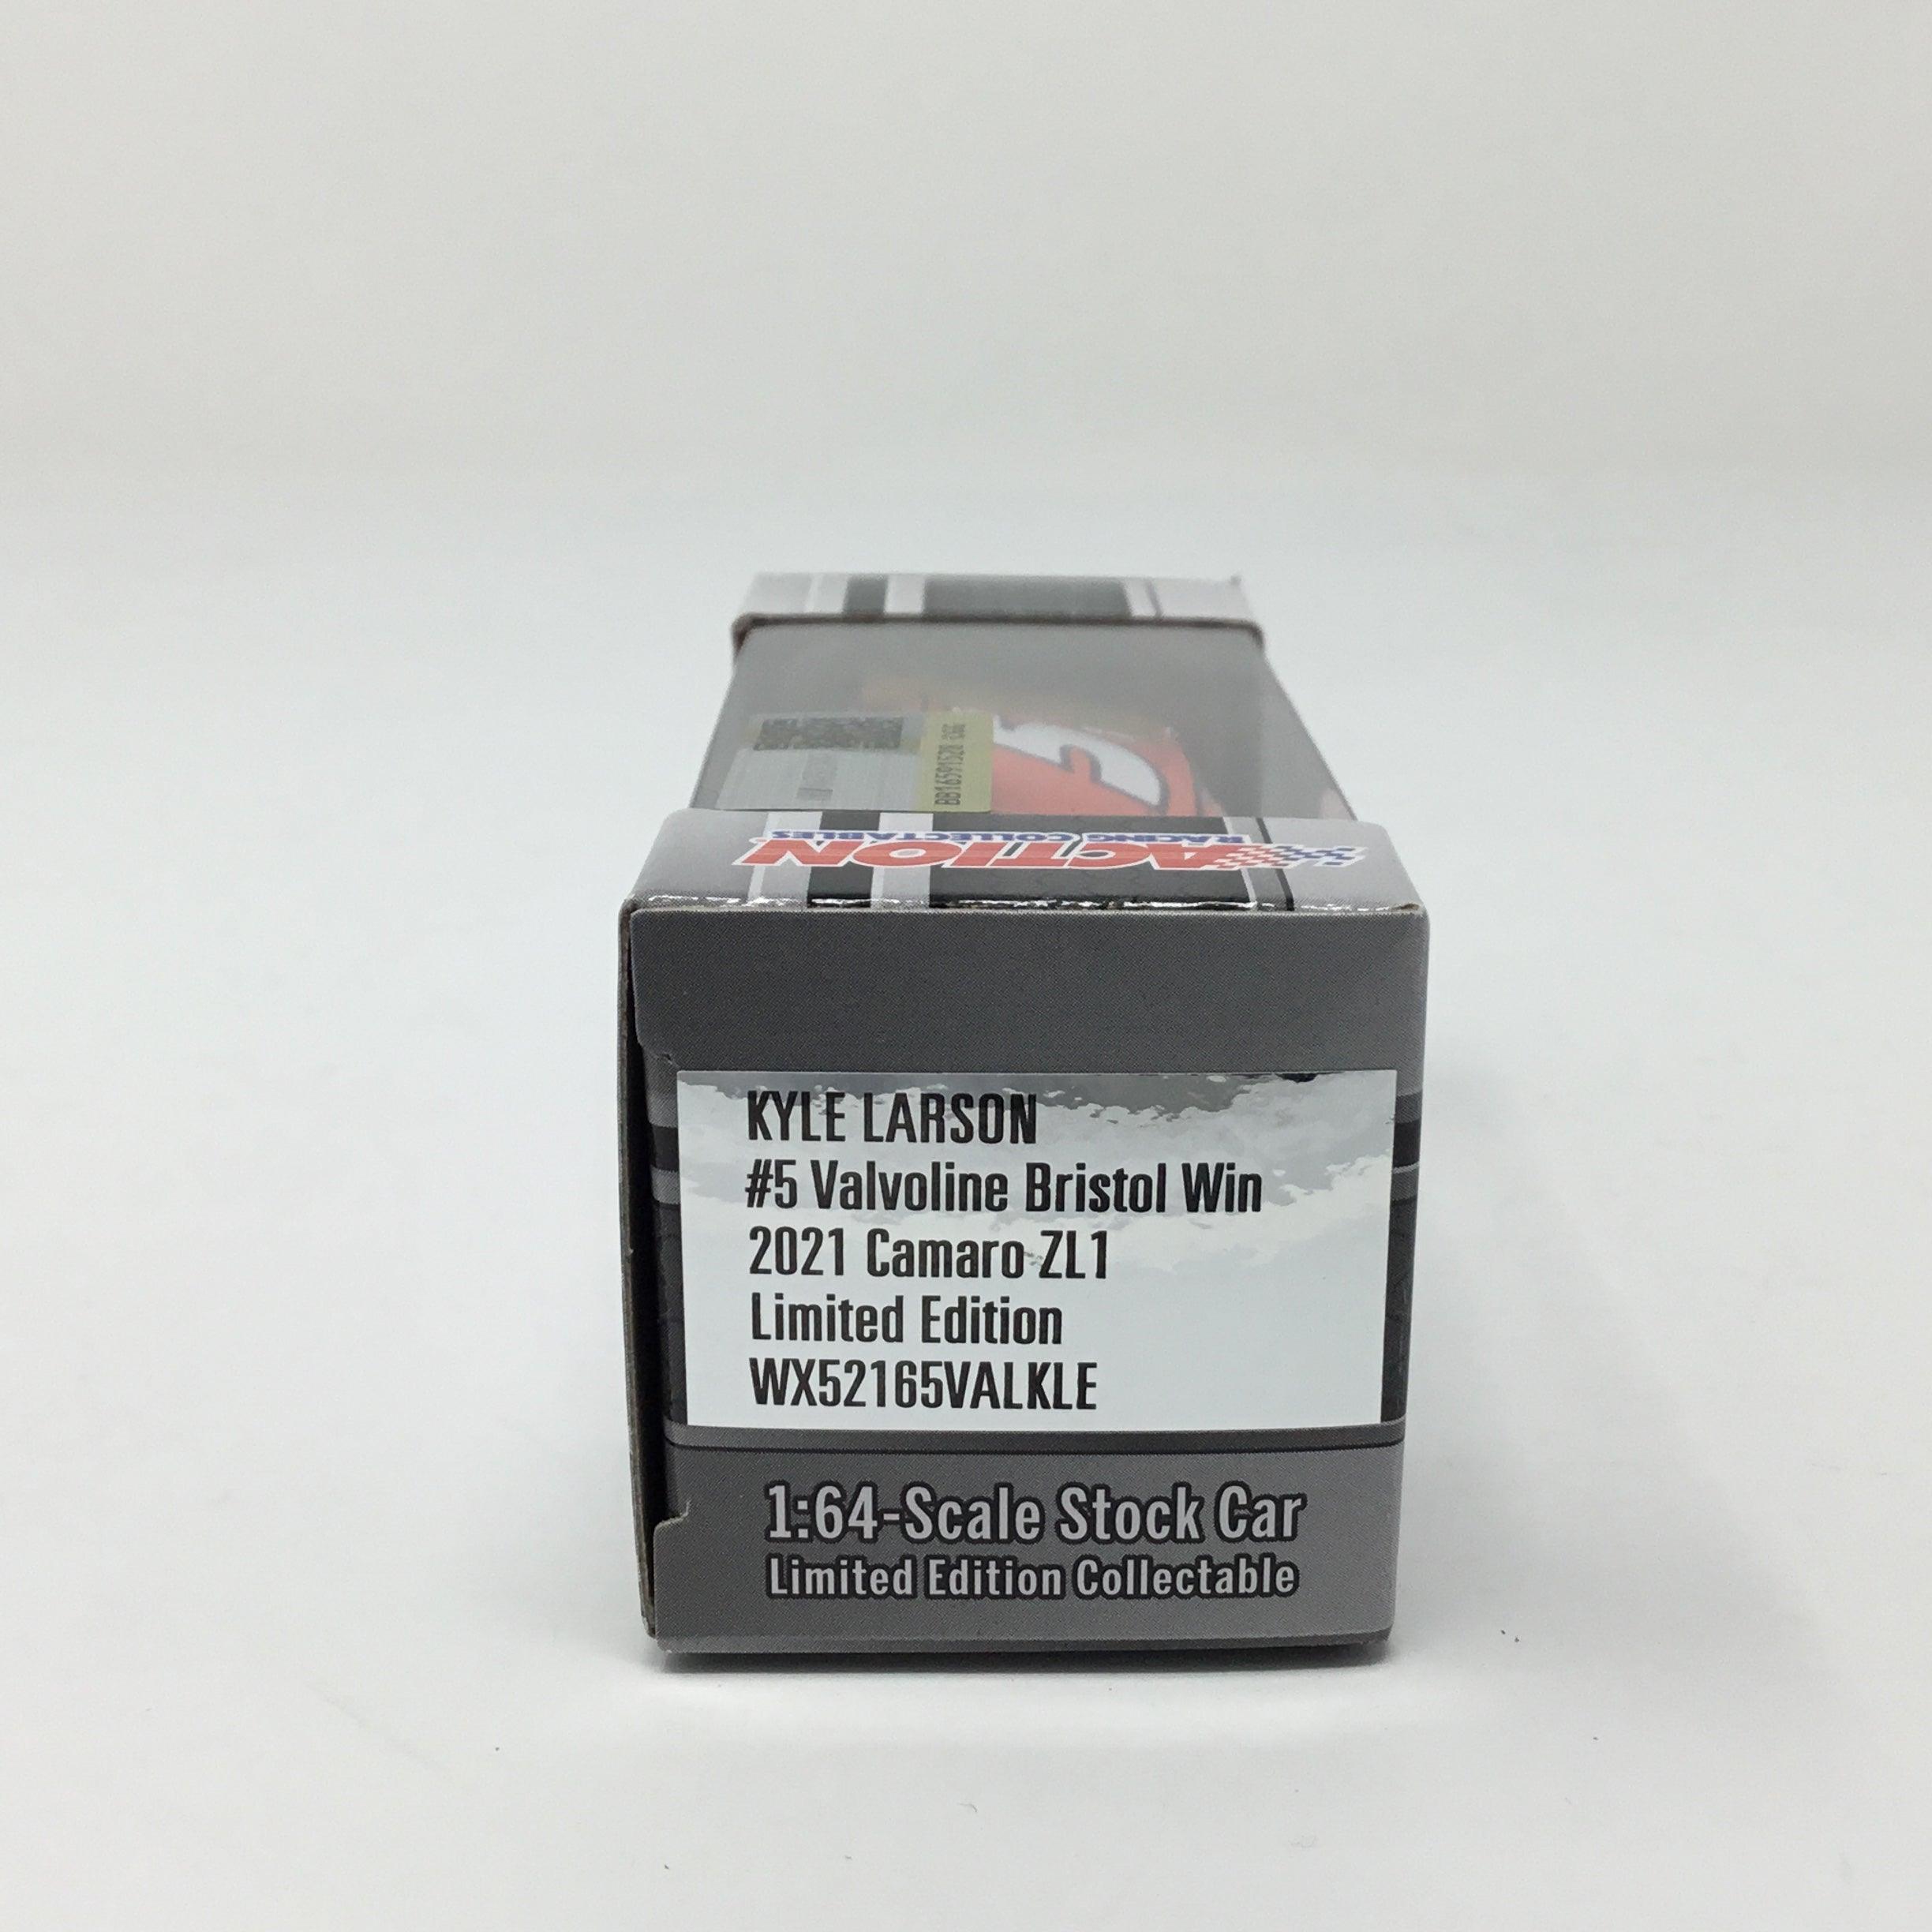 ACTION
RACING COLLECTABLES
KYLE LARSON
#5 Valvoline Bristol Win
2021 Camaro ZL1
Limited Edition
WX52165VALKLE
1:64-Scale Stock Car
Limited Edition Collectable